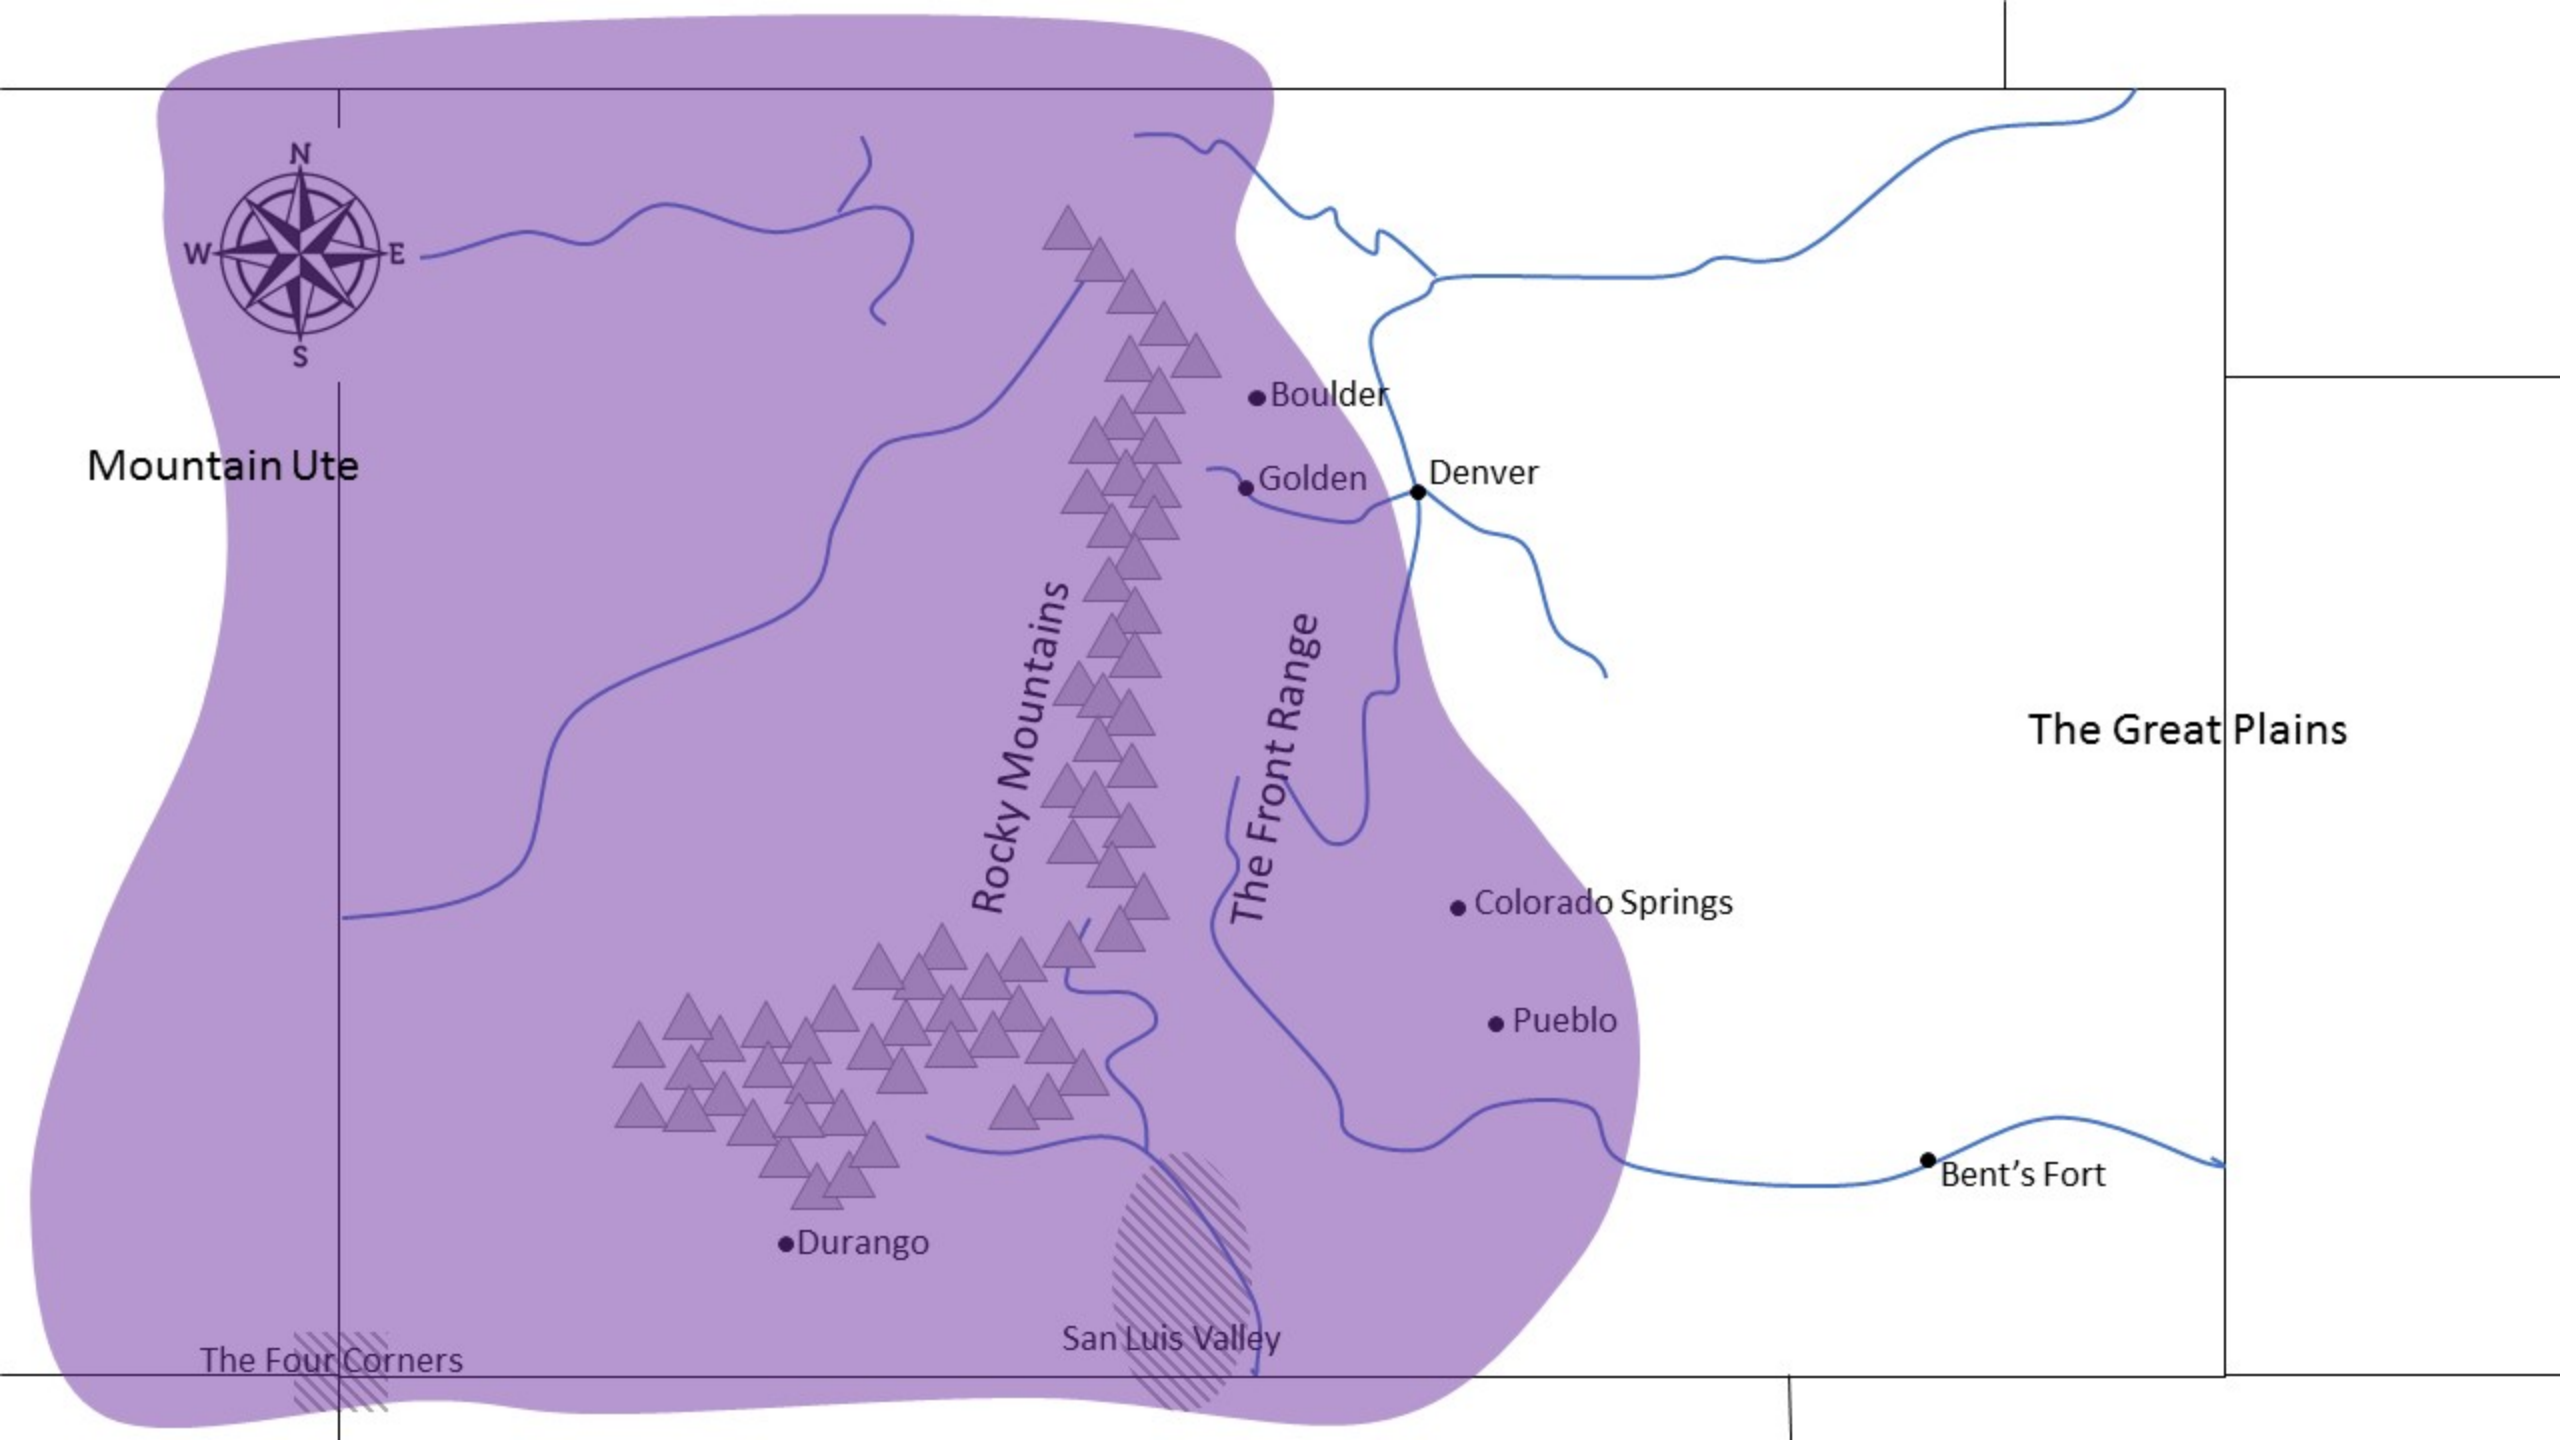 N
W
E
S
Boulder
Mountain Ute
Golden
Denver
Rocky Mountains
The Front Range
The Great Plains
Colorado Springs
Pueblo
Bent’s Fort
Durango
San Luis Valley
The Four Corners